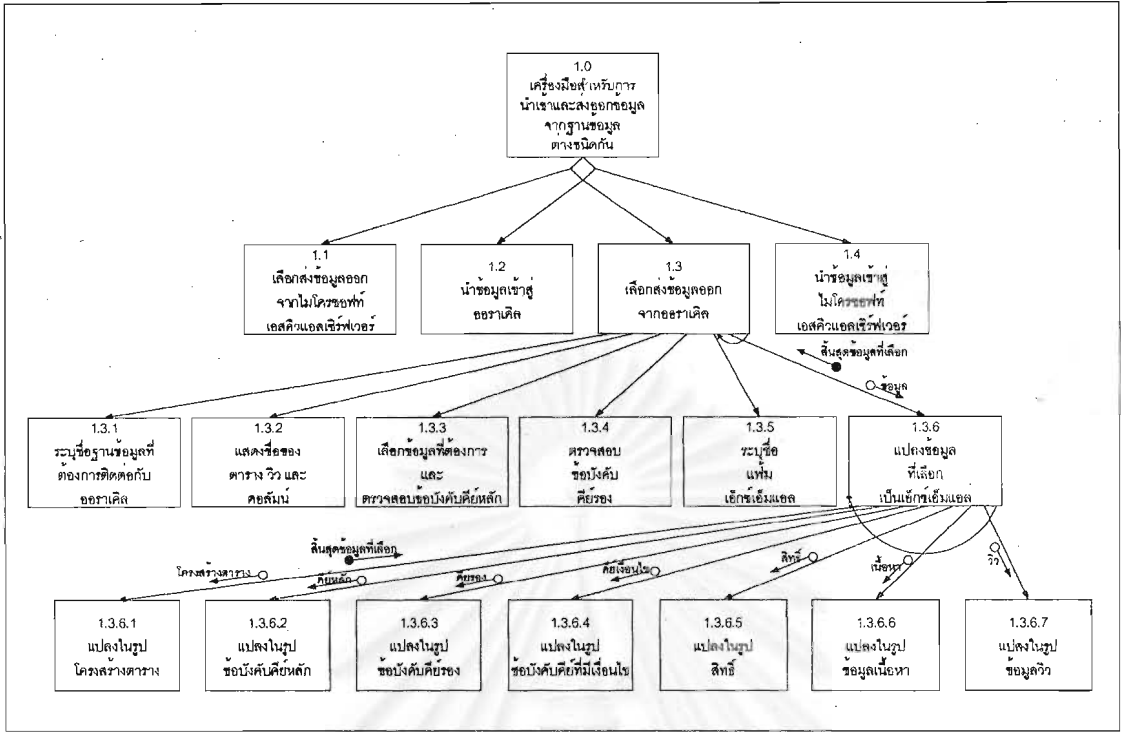 1.0
เครื่องมือสำหรับการ
นำเข้าและส่งออกข้อมูล
จากฐานข้อมูล
ต่างชนิดกัน
1.1
เลือกส่งข้อมูลออก
จากไมโครซอฟท์
เอสคิวแอลเซิร์ฟเวอร์
1.2
นำข้อมูลเข้าสู่
ออราเคิล
1.3
เลือกส่งข้อมูลออก
จากออราเคิล
1.4
นำข้อมูลเข้าสู่
ไมโครซอฟท์
เอสคิวแอลเซิร์ฟเวอร์
สิ้นสุดข้อมูลที่เลือก
ข้อมูล
1.3.1
ระบุชื่อฐานข้อมูลที่
ต้องการติดต่อกับ
ออราเคิล
1.3.2
แสดงชื่อของ
ตาราง วิว และ
คอลัมน์
1.3.3
เลือกข้อมูลที่ต้องการ
และ
ตรวจสอบข้อบังคับคีย์หลัก
1.3.4
ตรวจสอบ
ข้อบังคับ
คีย์รอง
1.3.5
ระบุชื่อ
แฟ้ม
เอ็กซ์เอ็มแอล
1.3.6
แปลงข้อมูล
ที่เลือก
เป็นเอ็กซ์เอ็มแอล
สิ้นสุดข้อมูลที่เลือก
โครงสร้างตาราง
คีย์หลัก
คีย์รอง
คีย์เงื่อนไข
สิทธิ์
เนื้อหา
วิว
1.3.6.1
แปลงในรูป
โครงสร้างตาราง
1.3.6.2
แปลงในรูป
ข้อบังคับคีย์หลัก
1.3.6.3
แปลงในรูป
ข้อบังคับคีย์รอง
1.3.6.4
แปลงในรูป
ข้อบังคับคีย์ที่มีเงื่อนไข
1.3.6.5
แปลงในรูป
สิทธิ์
1.3.6.6
แปลงในรูป
ข้อมูลเนื้อหา
1.3.6.7
แปลงในรูป
ข้อมูลวิว